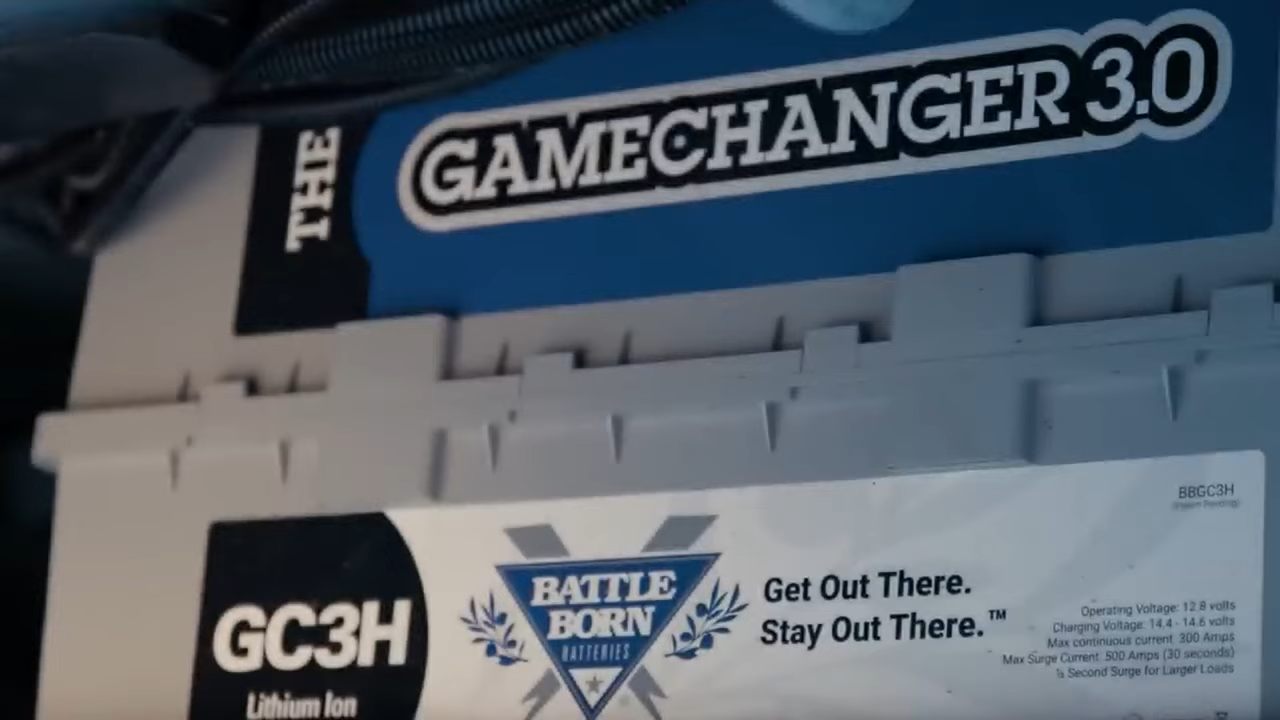 THE
GAMECHANGER 3.0
BBGC3H
(Patent Pending)
GC3H
Lithium Ion
BATTLE
BORN
BATTERIES
Get Out There.
Stay Out There.™
Operating Voltage: 12.8 volts
Charging Voltage: 14.4 - 14.6 volts
Max continuous current: 300 Amps
Max Surge Current: 500 Amps (30 seconds)
½ Second Surge for Larger Loads